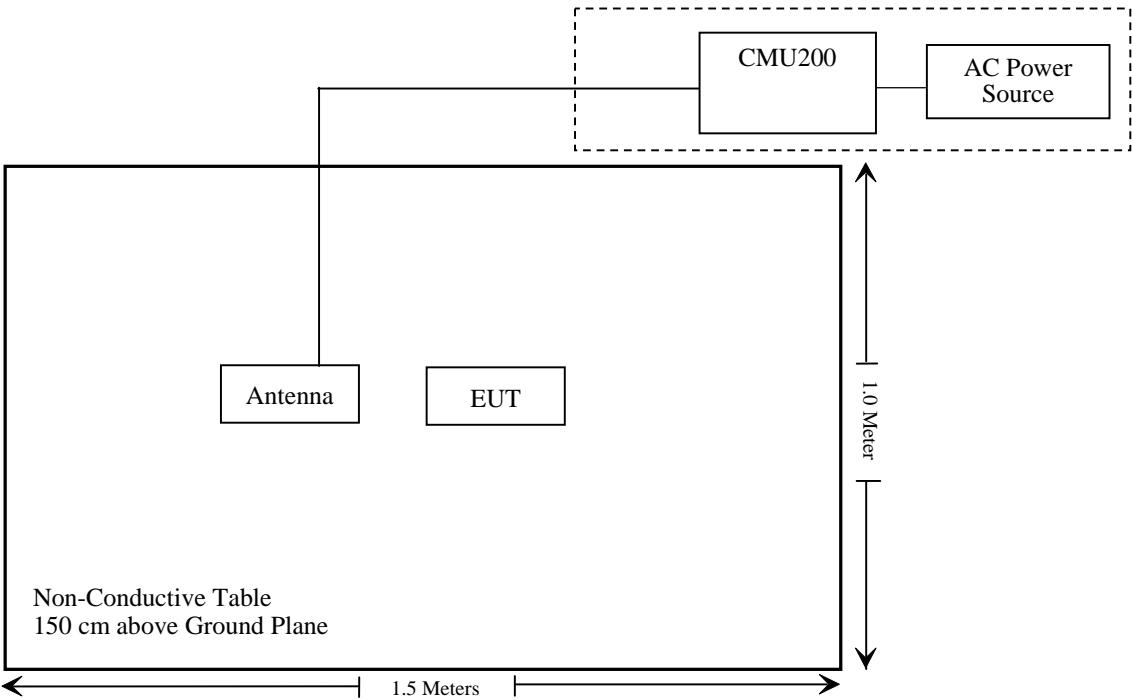 CMU200
AC Power
Source
Antenna
EUT
1.0 Meter
Non-Conductive Table
150 cm above Ground Plane
1.5 Meters